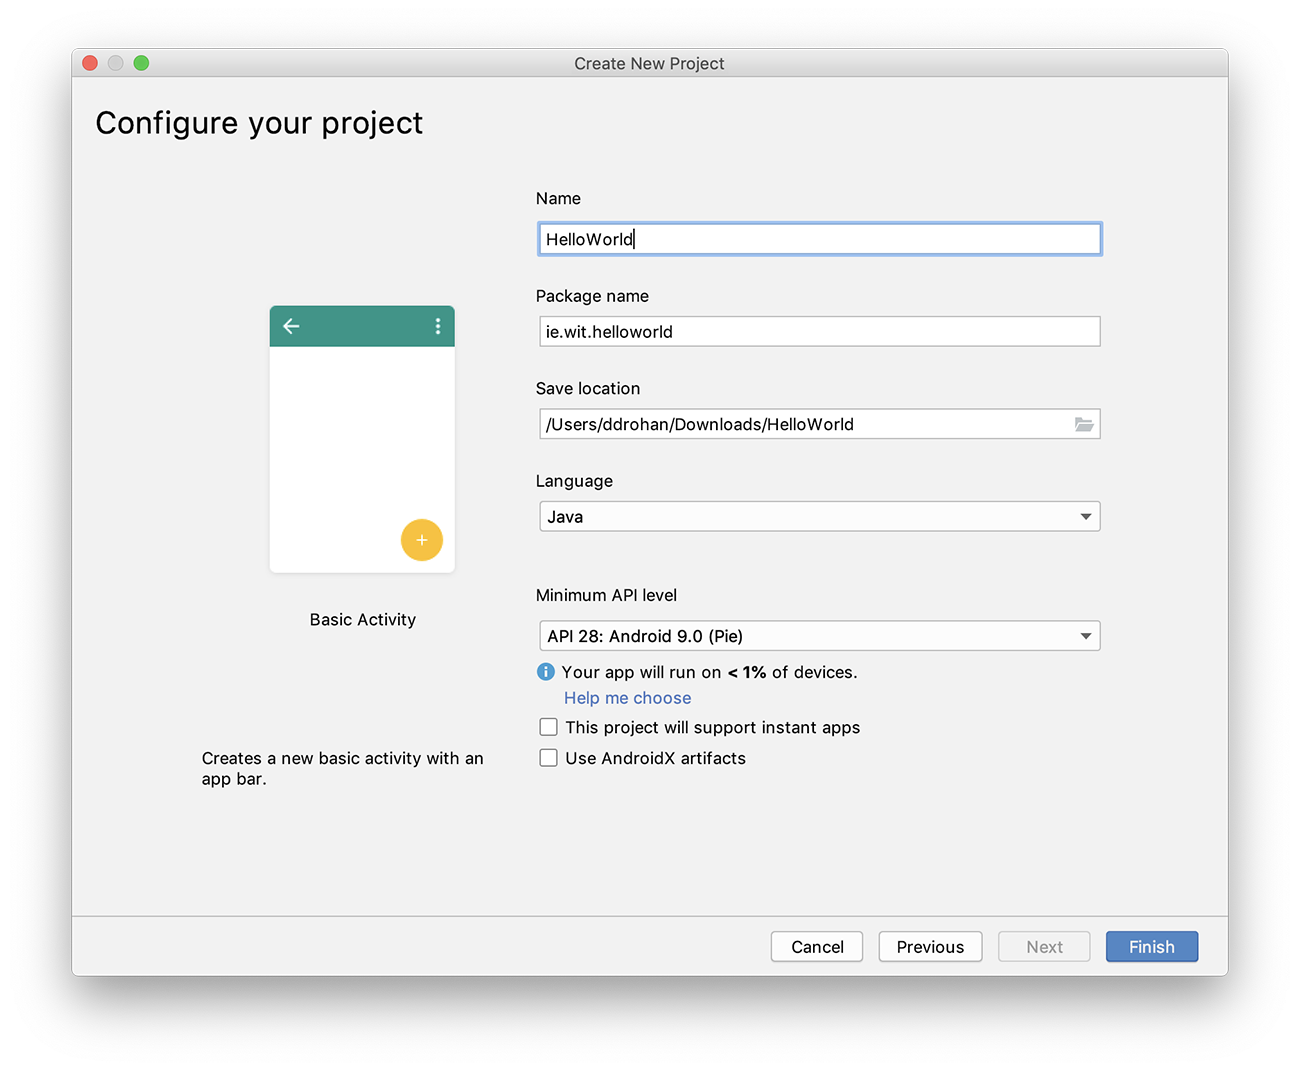 Create New Project
Configure your project
Name
HelloWorld
Package name
ie.wit.helloworld
Save location
/Users/ddrohan/Downloads/HelloWorld
Language
Java
Basic Activity
Minimum API level
API 28: Android 9.0 (Pie)
Your app will run on < 1% of devices.
Help me choose
This project will support instant apps
Use AndroidX artifacts
Creates a new basic activity with an
app bar.
Cancel
Previous
Next
Finish